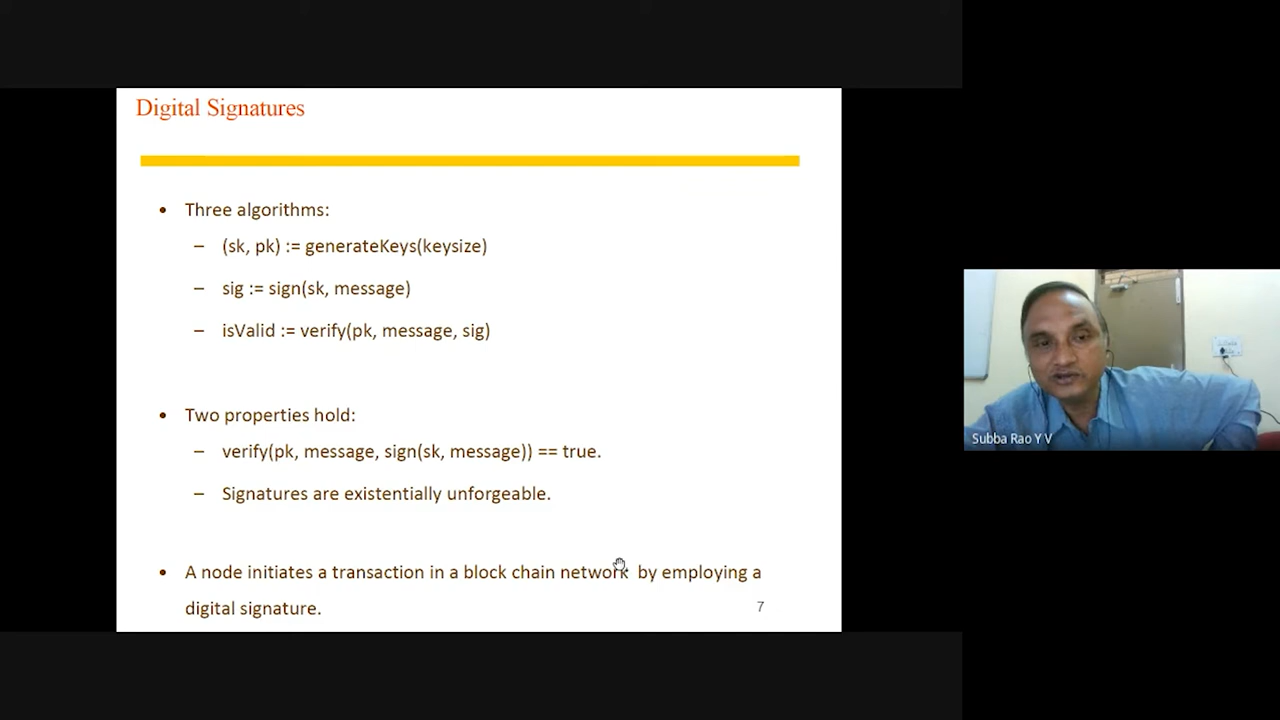 Digital Signatures
• Three algorithms:
– (sk, pk) := generateKeys(keysize)
– sig := sign(sk, message)
– isValid := verify(pk, message, sig)
• Two properties hold:
– verify(pk, message, sign(sk, message)) == true.
– Signatures are existentially unforgeable.
• A node initiates a transaction in a block chain network by employing a
digital signature.
7
Subba Rao Y V